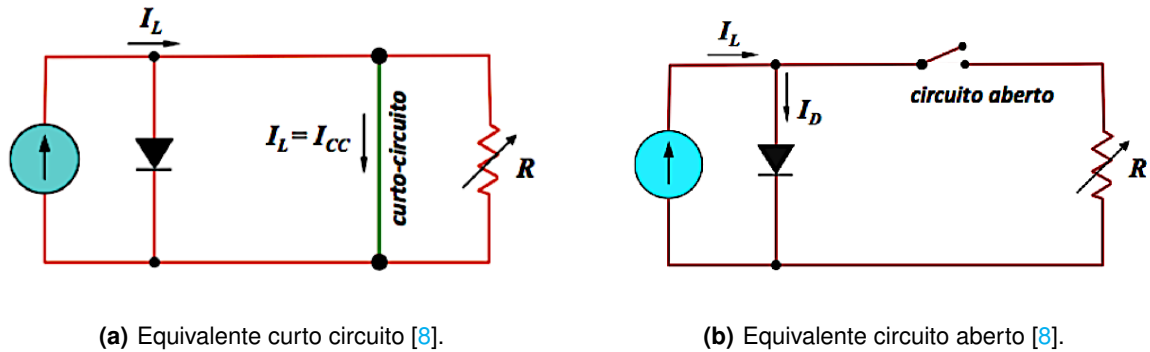 I_L
I_L = I_CC
curto-circuito
R
I_L
circuito aberto
I_D
R
(a) Equivalente curto circuito [8].
(b) Equivalente circuito aberto [8].